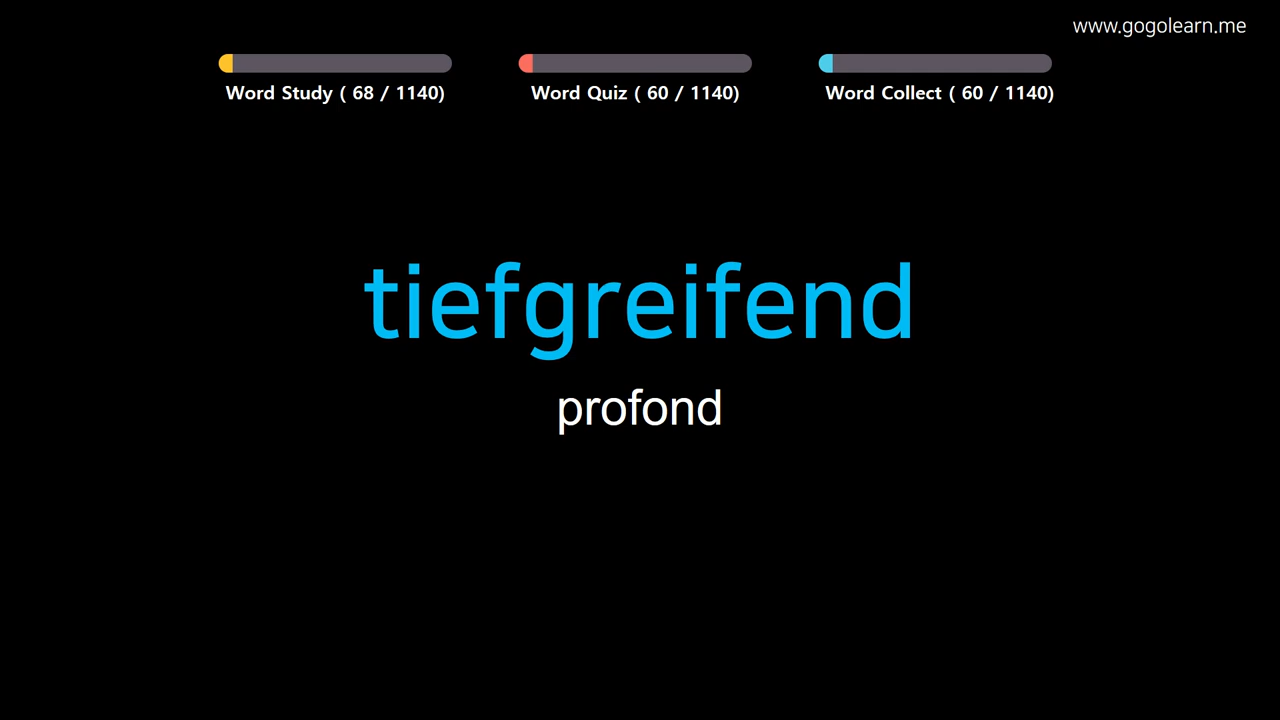 www.gogolearn.me
Word Study ( 68 / 1140)
Word Quiz ( 60 / 1140)
Word Collect ( 60 / 1140)
tiefgreifend
profond